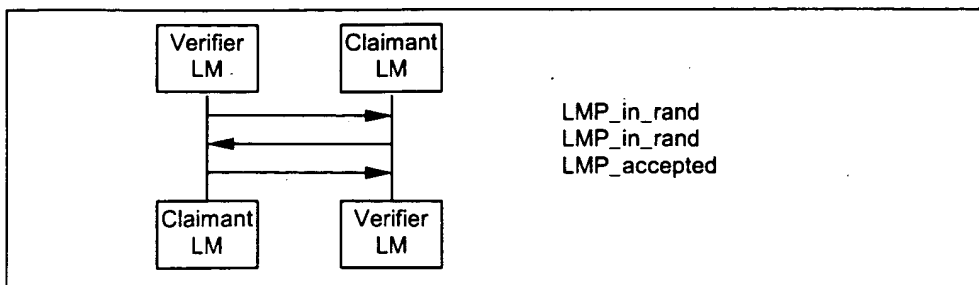 Verifier
LM
Claimant
LM
LMP_in_rand
LMP_in_rand
LMP_accepted
Claimant
LM
Verifier
LM